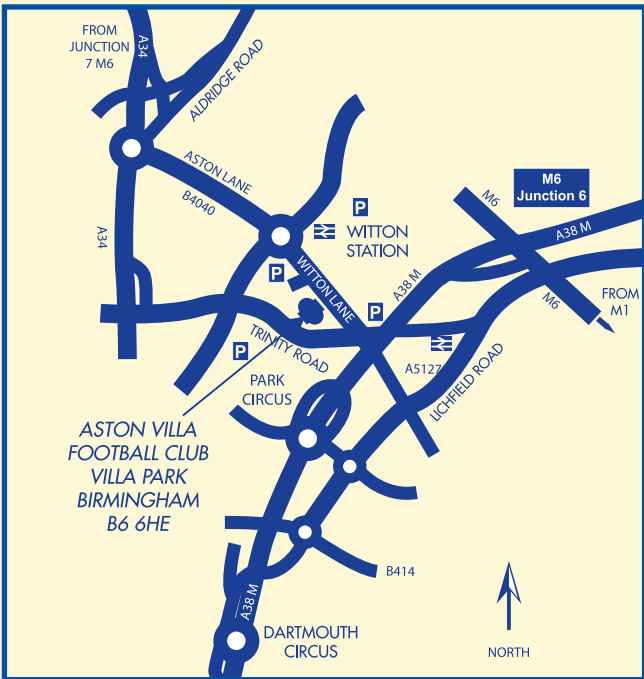 FROM
JUNCTION
7 M6
A34
ALDRIDGE ROAD
ASTON LANE
B4040
A34
P
WITTON
STATION
M6
Junction 6
M6
A38 M
M6
FROM
M1
P
WITTON LANE
A38 M
P
P
TRINITY ROAD
A5127
LICHFIELD ROAD
PARK
CIRCUS
ASTON VILLA
FOOTBALL CLUB
VILLA PARK
BIRMINGHAM
B6 6HE
B414
A38 M
DARTMOUTH
CIRCUS
NORTH